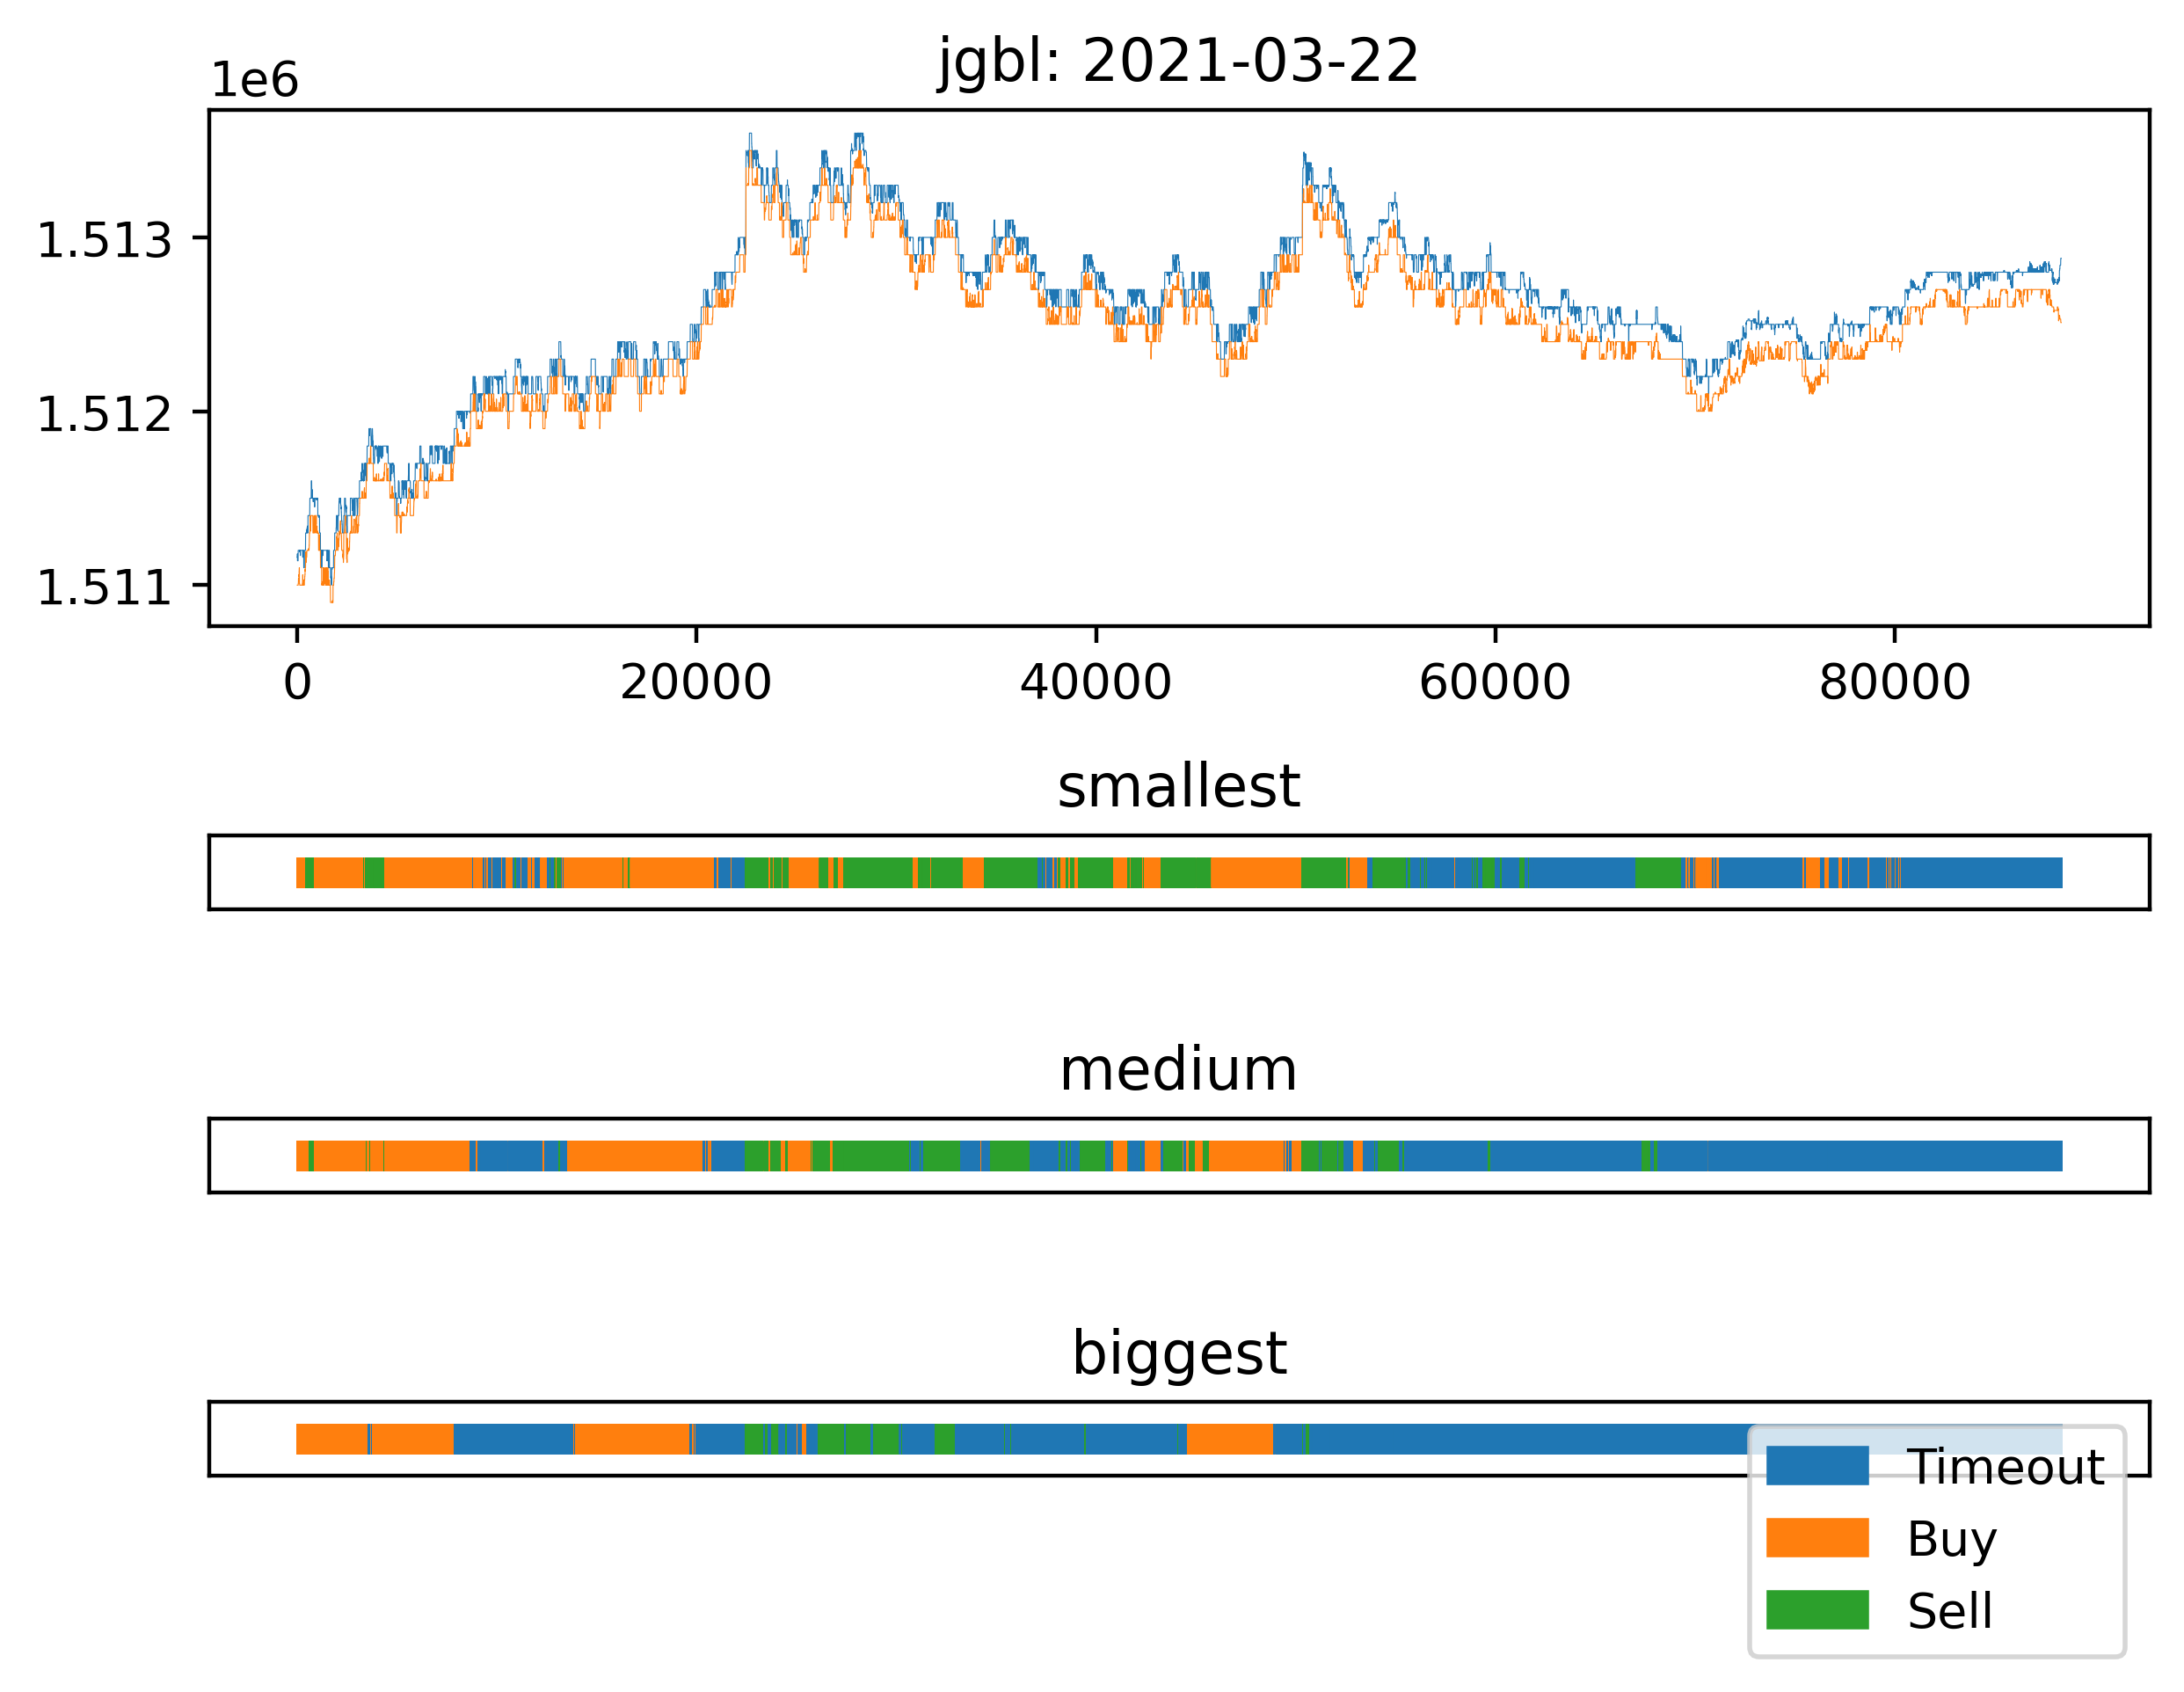 jgbl: 2021-03-22
1e6
1.513
1.512
1.511
0 20000 40000 60000 80000
smallest
medium
biggest
Timeout
Buy
Sell